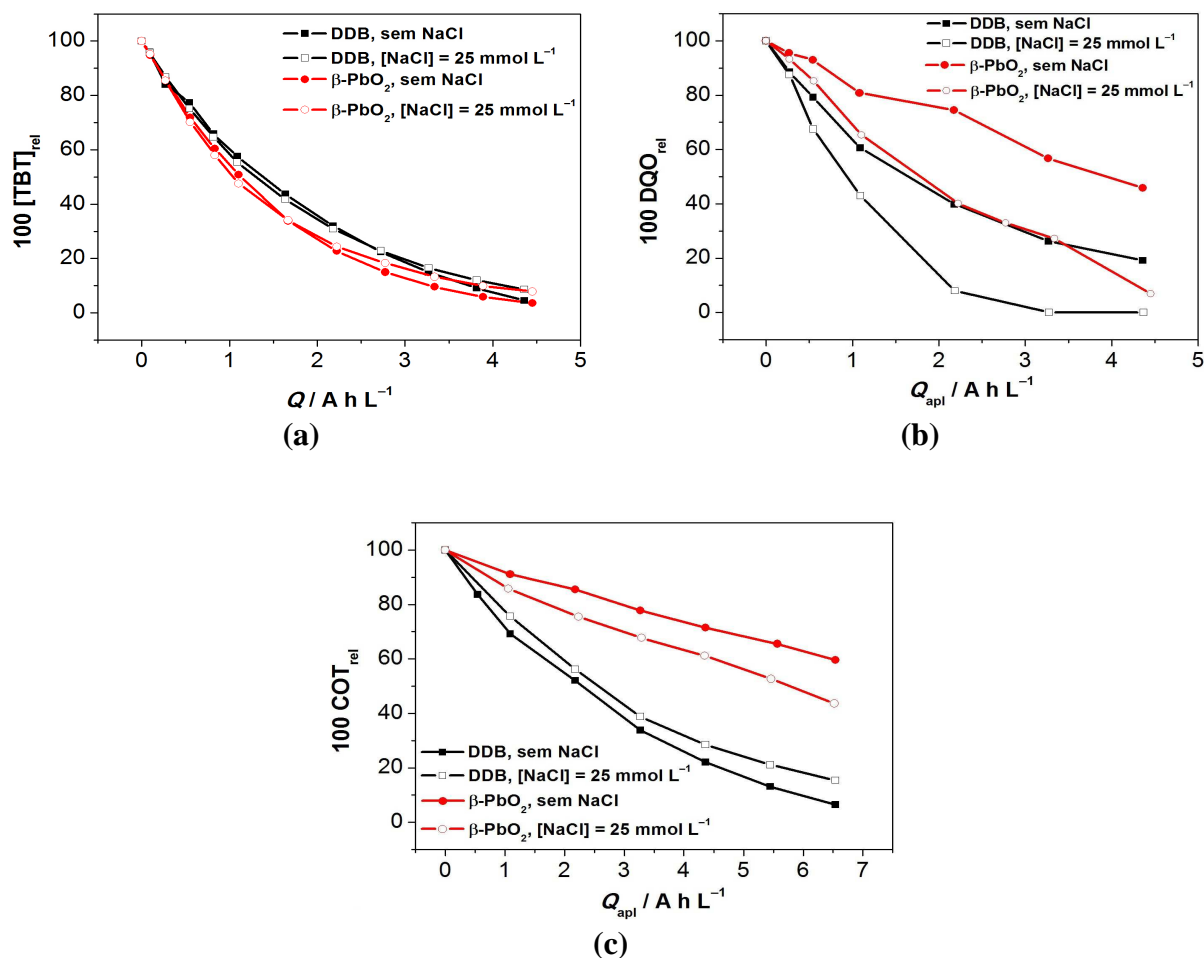 100 [TBT]rel
100
80
60
40
20
0
DDB, sem NaCl
DDB, [NaCl] = 25 mmol L⁻¹
β-PbO₂, sem NaCl
β-PbO₂, [NaCl] = 25 mmol L⁻¹
0 1 2 3 4 5
Q / A h L⁻¹
(a)
100 DQOrel
100
80
60
40
20
0
DDB, sem NaCl
DDB, [NaCl] = 25 mmol L⁻¹
β-PbO₂, sem NaCl
β-PbO₂, [NaCl] = 25 mmol L⁻¹
0 1 2 3 4 5
Qapl / A h L⁻¹
(b)
100 COTrel
100
80
60
40
20
0
DDB, sem NaCl
DDB, [NaCl] = 25 mmol L⁻¹
β-PbO₂, sem NaCl
β-PbO₂, [NaCl] = 25 mmol L⁻¹
0 1 2 3 4 5 6 7
Qapl / A h L⁻¹
(c)